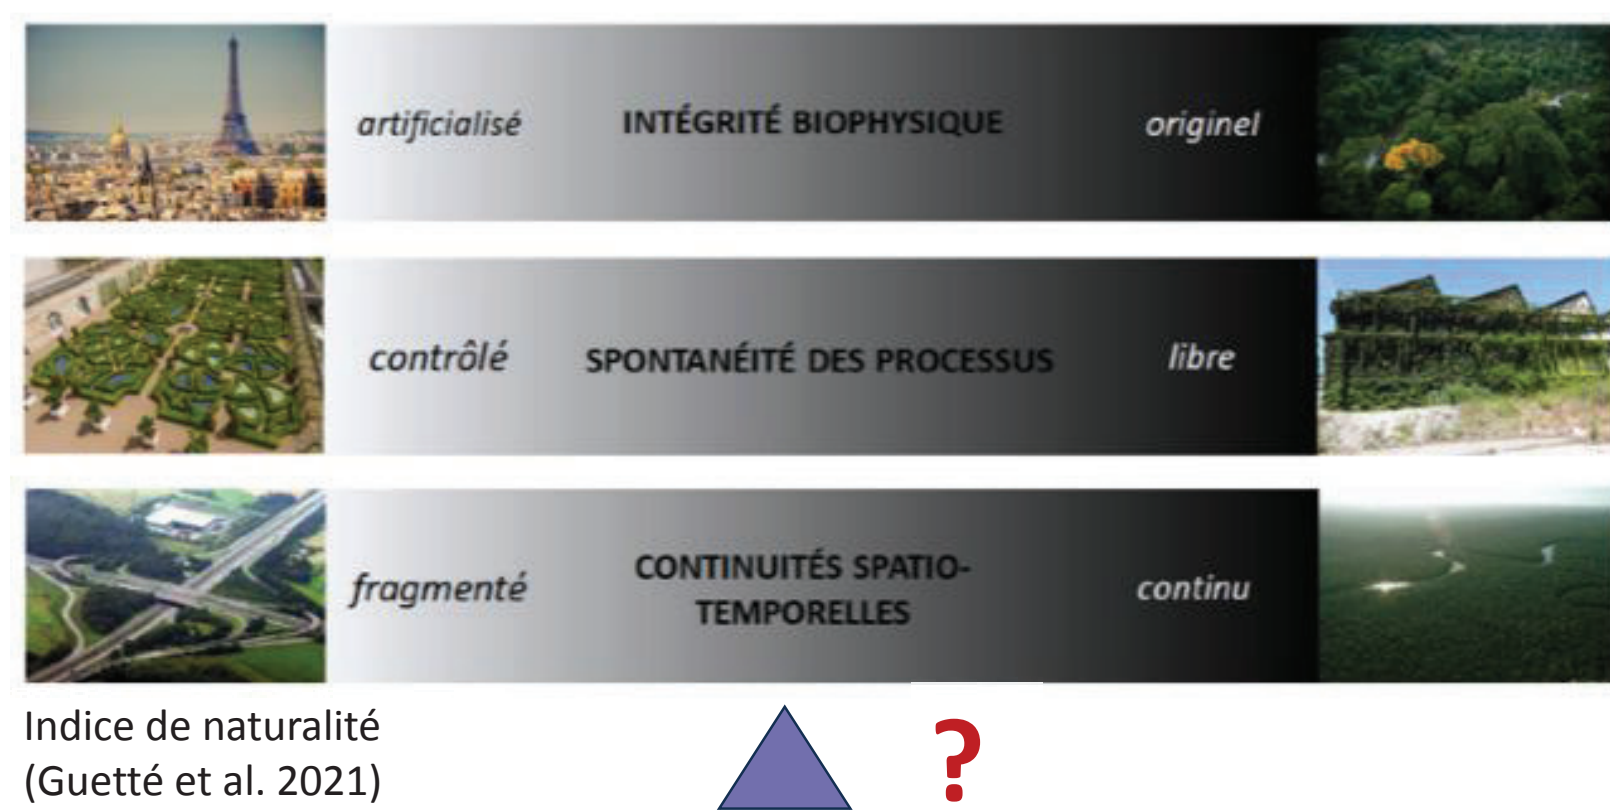 artificialisé INTÉGRITÉ BIOPHYSIQUE originel
contrôlé SPONTANÉITÉ DES PROCESSUS libre
fragmenté CONTINUITÉS SPATIO-
TEMPORELLES continu
Indice de naturalité
(Guetté et al. 2021)
?